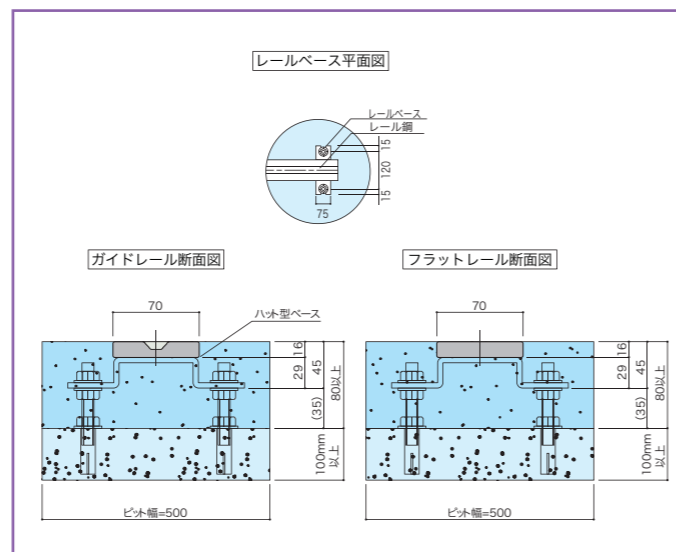 レールベース平面図
レールベース
レール鋼
15
120
15
75
ガイドレール断面図
フラットレール断面図
70
ハット型ベース
16
29
45
(35)
80以上
100mm
以上
ピット幅=500
70
16
29
45
(35)
80以上
100mm
以上
ピット幅=500